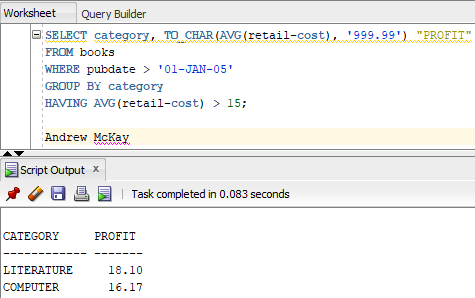 Worksheet Query Builder
SELECT category, TO_CHAR(AVG(retail-cost), '999.99') "PROFIT"
FROM books
WHERE pubdate > '01-JAN-05'
GROUP BY category
HAVING AVG(retail-cost) > 15;
Andrew McKay
Script Output x
Task completed in 0.083 seconds
CATEGORY PROFIT
------------ -------
LITERATURE 18.10
COMPUTER 16.17